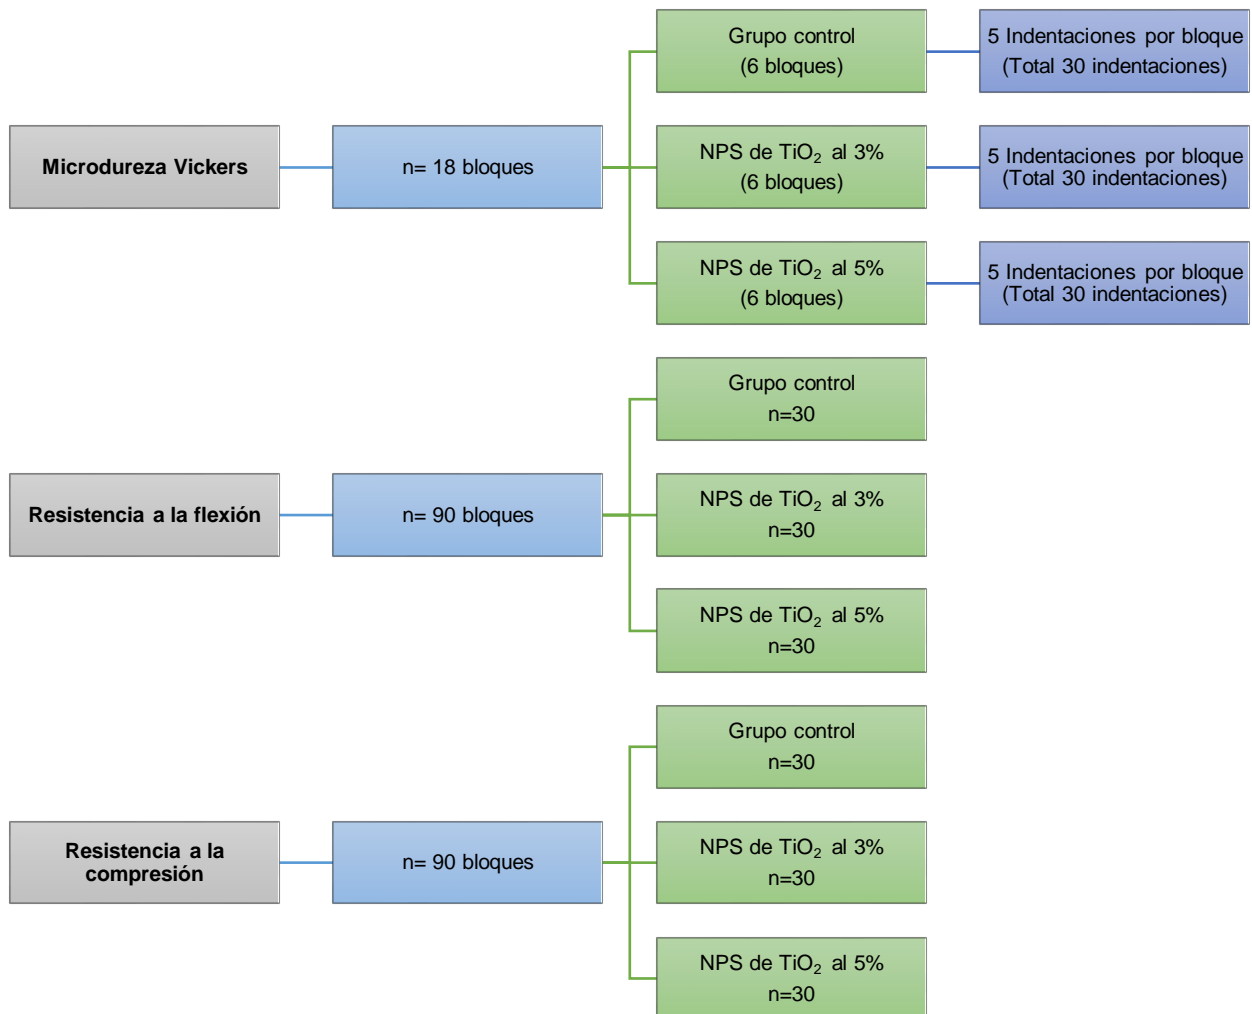 Microdureza Vickers
n= 18 bloques
Grupo control
(6 bloques)
5 Indentaciones por bloque
(Total 30 indentaciones)
NPS de TiO₂ al 3%
(6 bloques)
5 Indentaciones por bloque
(Total 30 indentaciones)
NPS de TiO₂ al 5%
(6 bloques)
5 Indentaciones por bloque
(Total 30 indentaciones)
Resistencia a la flexión
n= 90 bloques
Grupo control
n=30
NPS de TiO₂ al 3%
n=30
NPS de TiO₂ al 5%
n=30
Resistencia a la
compresión
n= 90 bloques
Grupo control
n=30
NPS de TiO₂ al 3%
n=30
NPS de TiO₂ al 5%
n=30